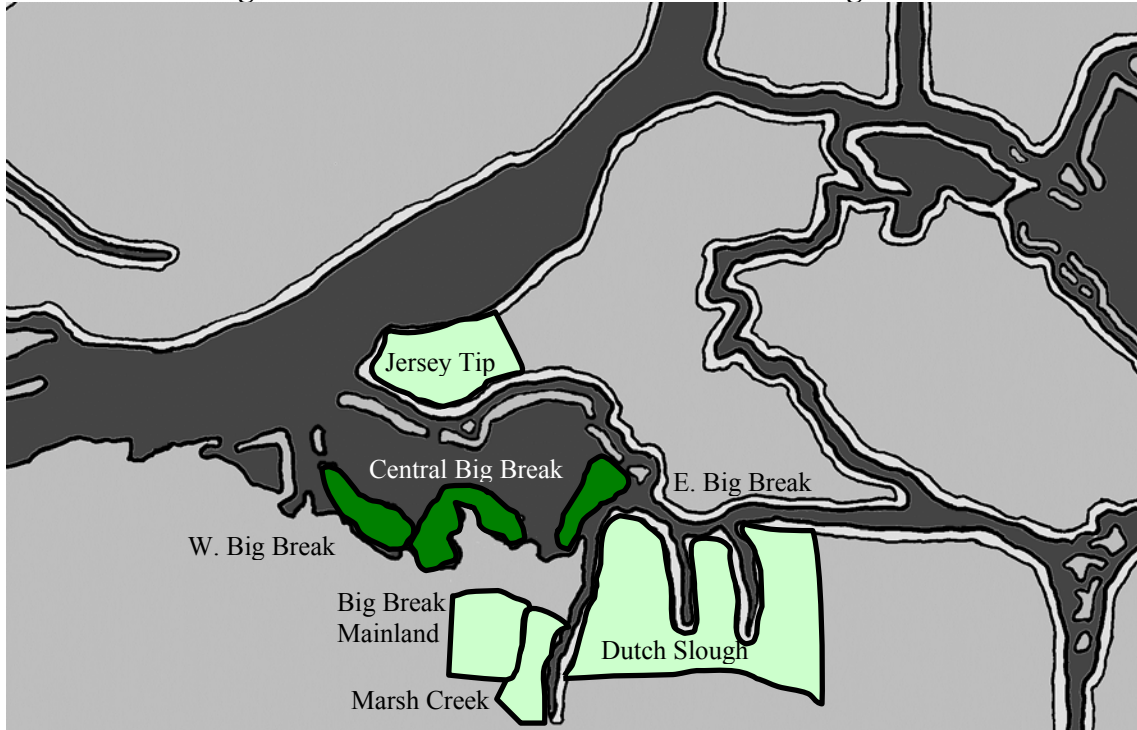 Jersey Tip
Central Big Break
E. Big Break
W. Big Break
Big Break
Mainland
Dutch Slough
Marsh Creek